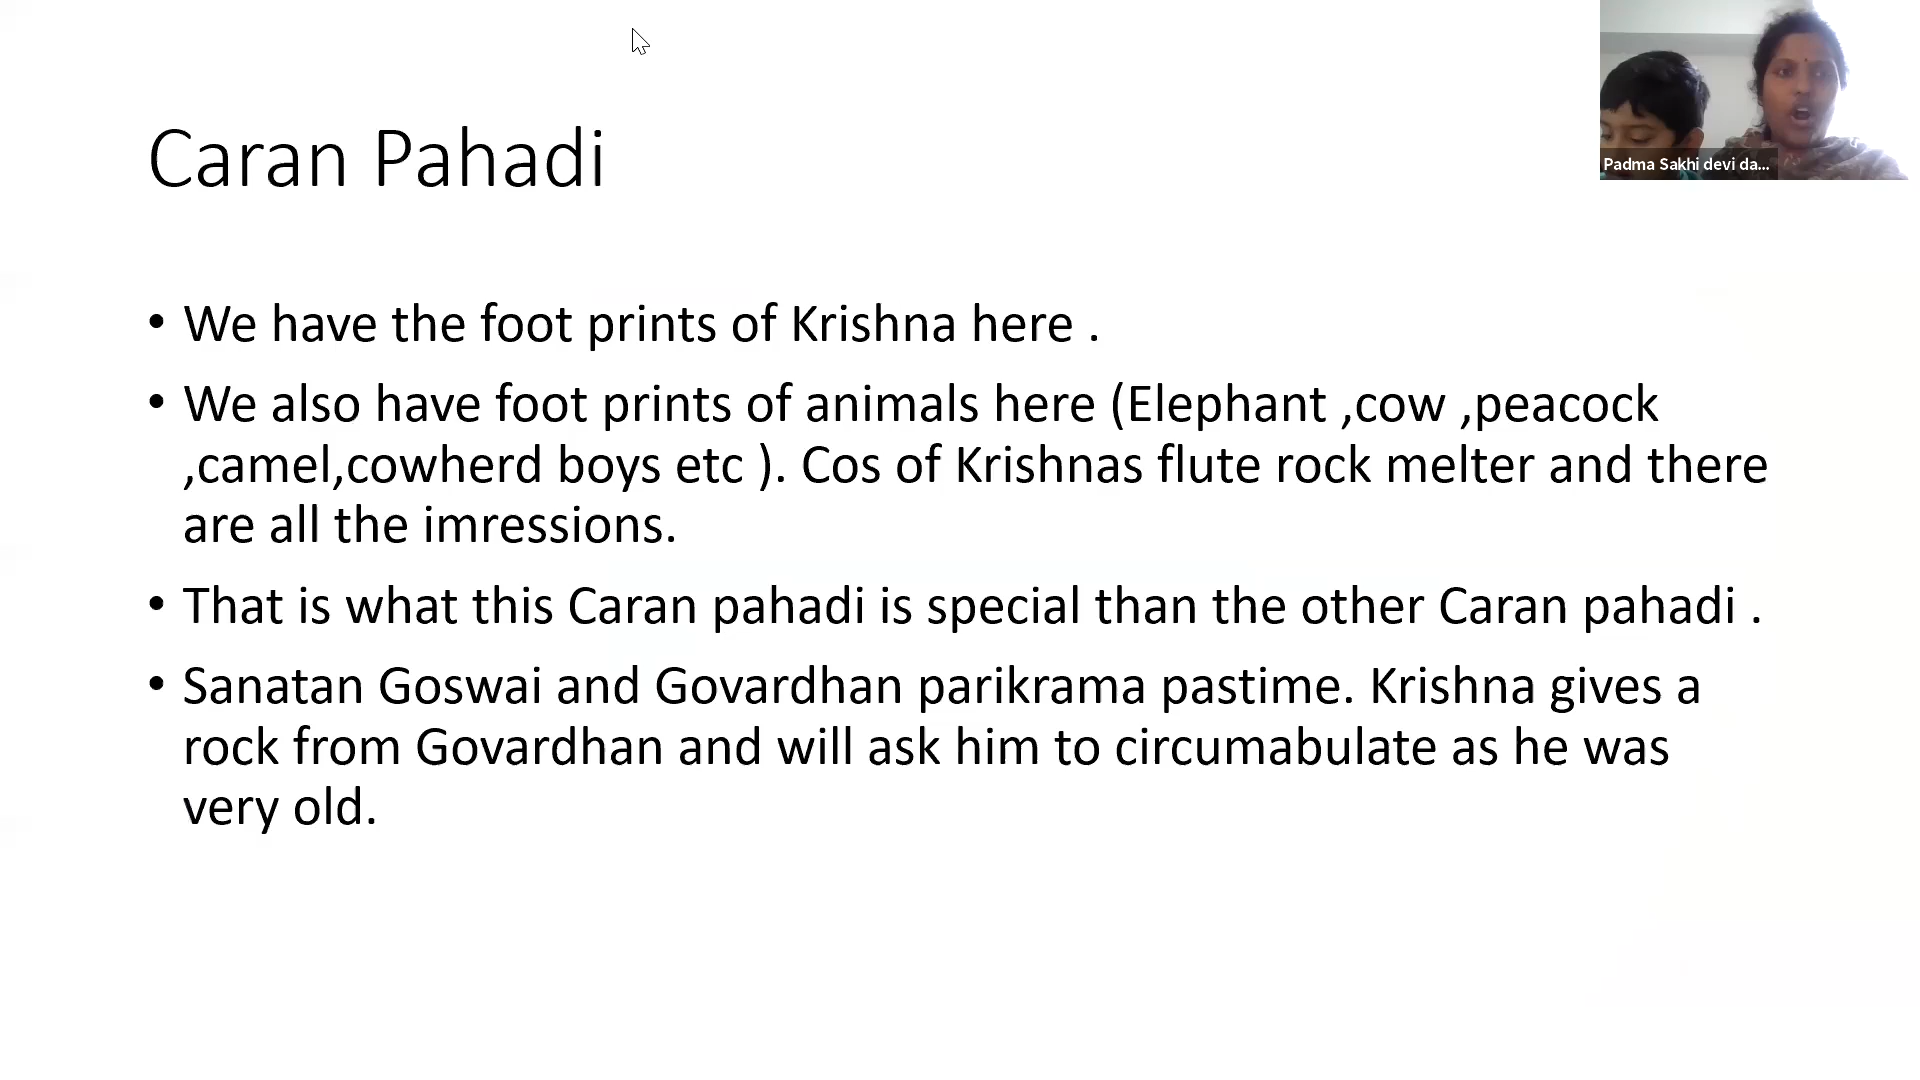 Caran Pahadi
• We have the foot prints of Krishna here .
• We also have foot prints of animals here (Elephant ,cow ,peacock
,camel,cowherd boys etc ). Cos of Krishnas flute rock melter and there
are all the imressions.
• That is what this Caran pahadi is special than the other Caran pahadi .
• Sanatan Goswai and Govardhan parikrama pastime. Krishna gives a
rock from Govardhan and will ask him to circumabulate as he was
very old.
Padma Sakhi devi da...